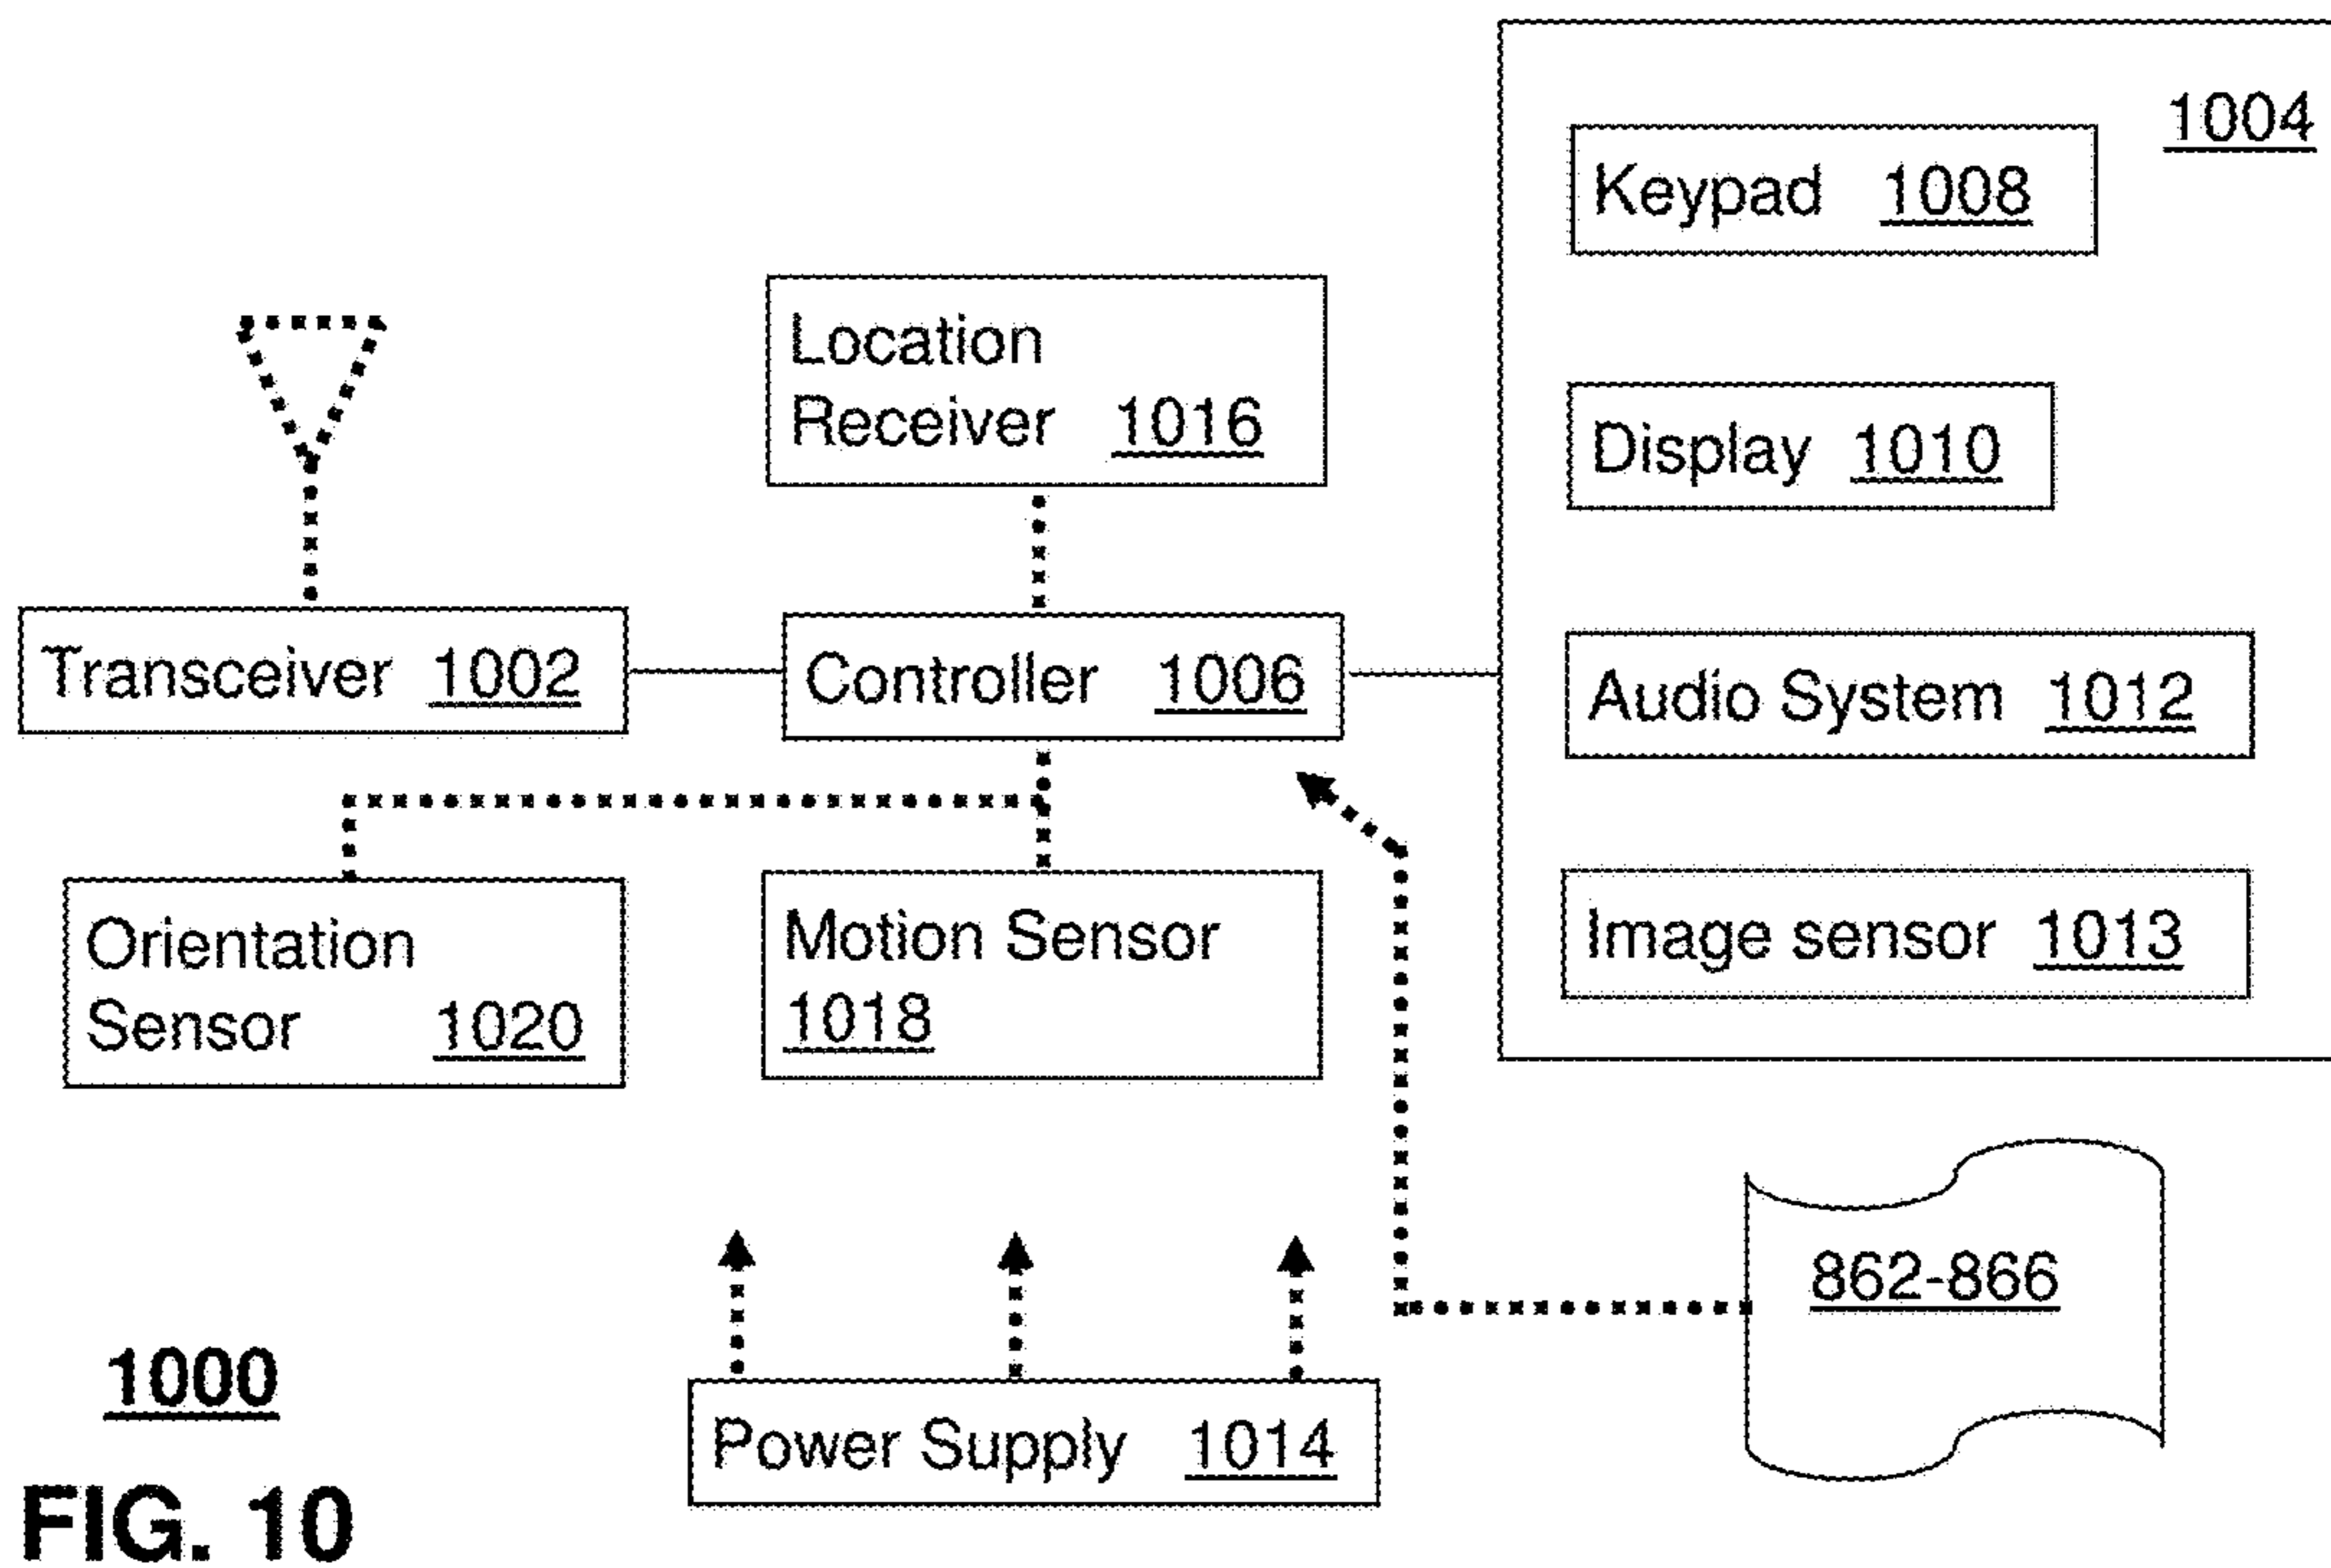 1004
Keypad 1008
Location
Receiver 1016
Display 1010
Transceiver 1002
Controller 1006
Audio System 1012
Orientation
Sensor 1020
Motion Sensor
1018
Image sensor 1013
862-866
Power Supply 1014
1000
FIG. 10